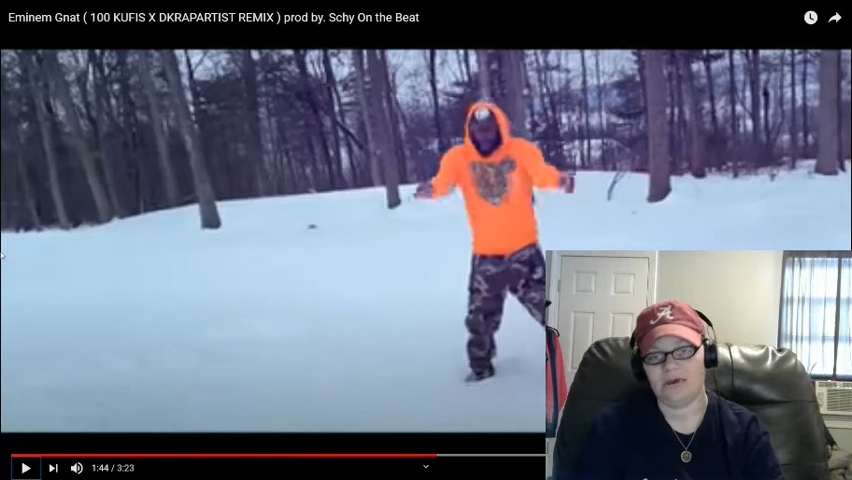 Eminem Gnat ( 100 KUFIS X DKRAPARTIST REMIX ) prod by. Schy On the Beat
A
1:44 / 3:23